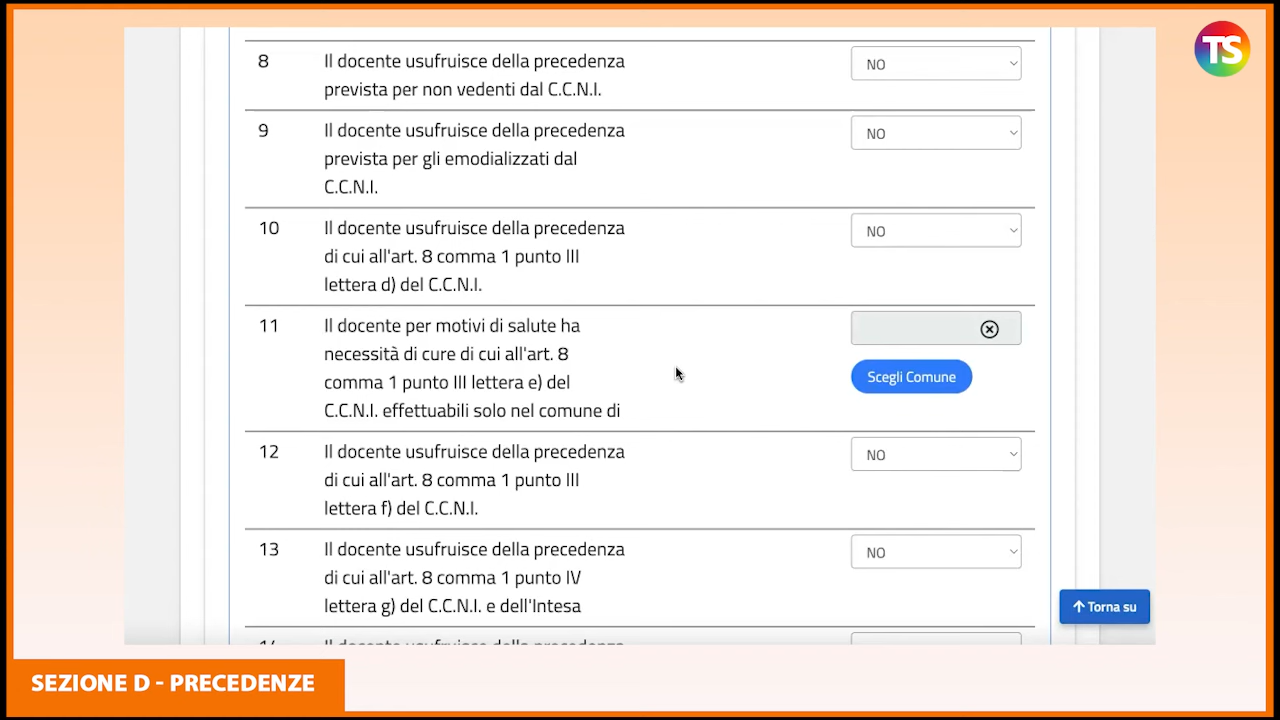 TS
8 Il docente usufruisce della precedenza NO
prevista per non vedenti dal C.C.N.I.
9 Il docente usufruisce della precedenza NO
prevista per gli emodializzati dal
C.C.N.I.
10 Il docente usufruisce della precedenza NO
di cui all'art. 8 comma 1 punto III
lettera d) del C.C.N.I.
11 Il docente per motivi di salute ha
necessità di cure di cui all'art. 8
comma 1 punto III lettera e) del Scegli Comune
C.C.N.I. effettuabili solo nel comune di
12 Il docente usufruisce della precedenza NO
di cui all'art. 8 comma 1 punto III
lettera f) del C.C.N.I.
13 Il docente usufruisce della precedenza NO
di cui all'art. 8 comma 1 punto IV
lettera g) del C.C.N.I. e dell'Intesa
Torna su
SEZIONE D - PRECEDENZE